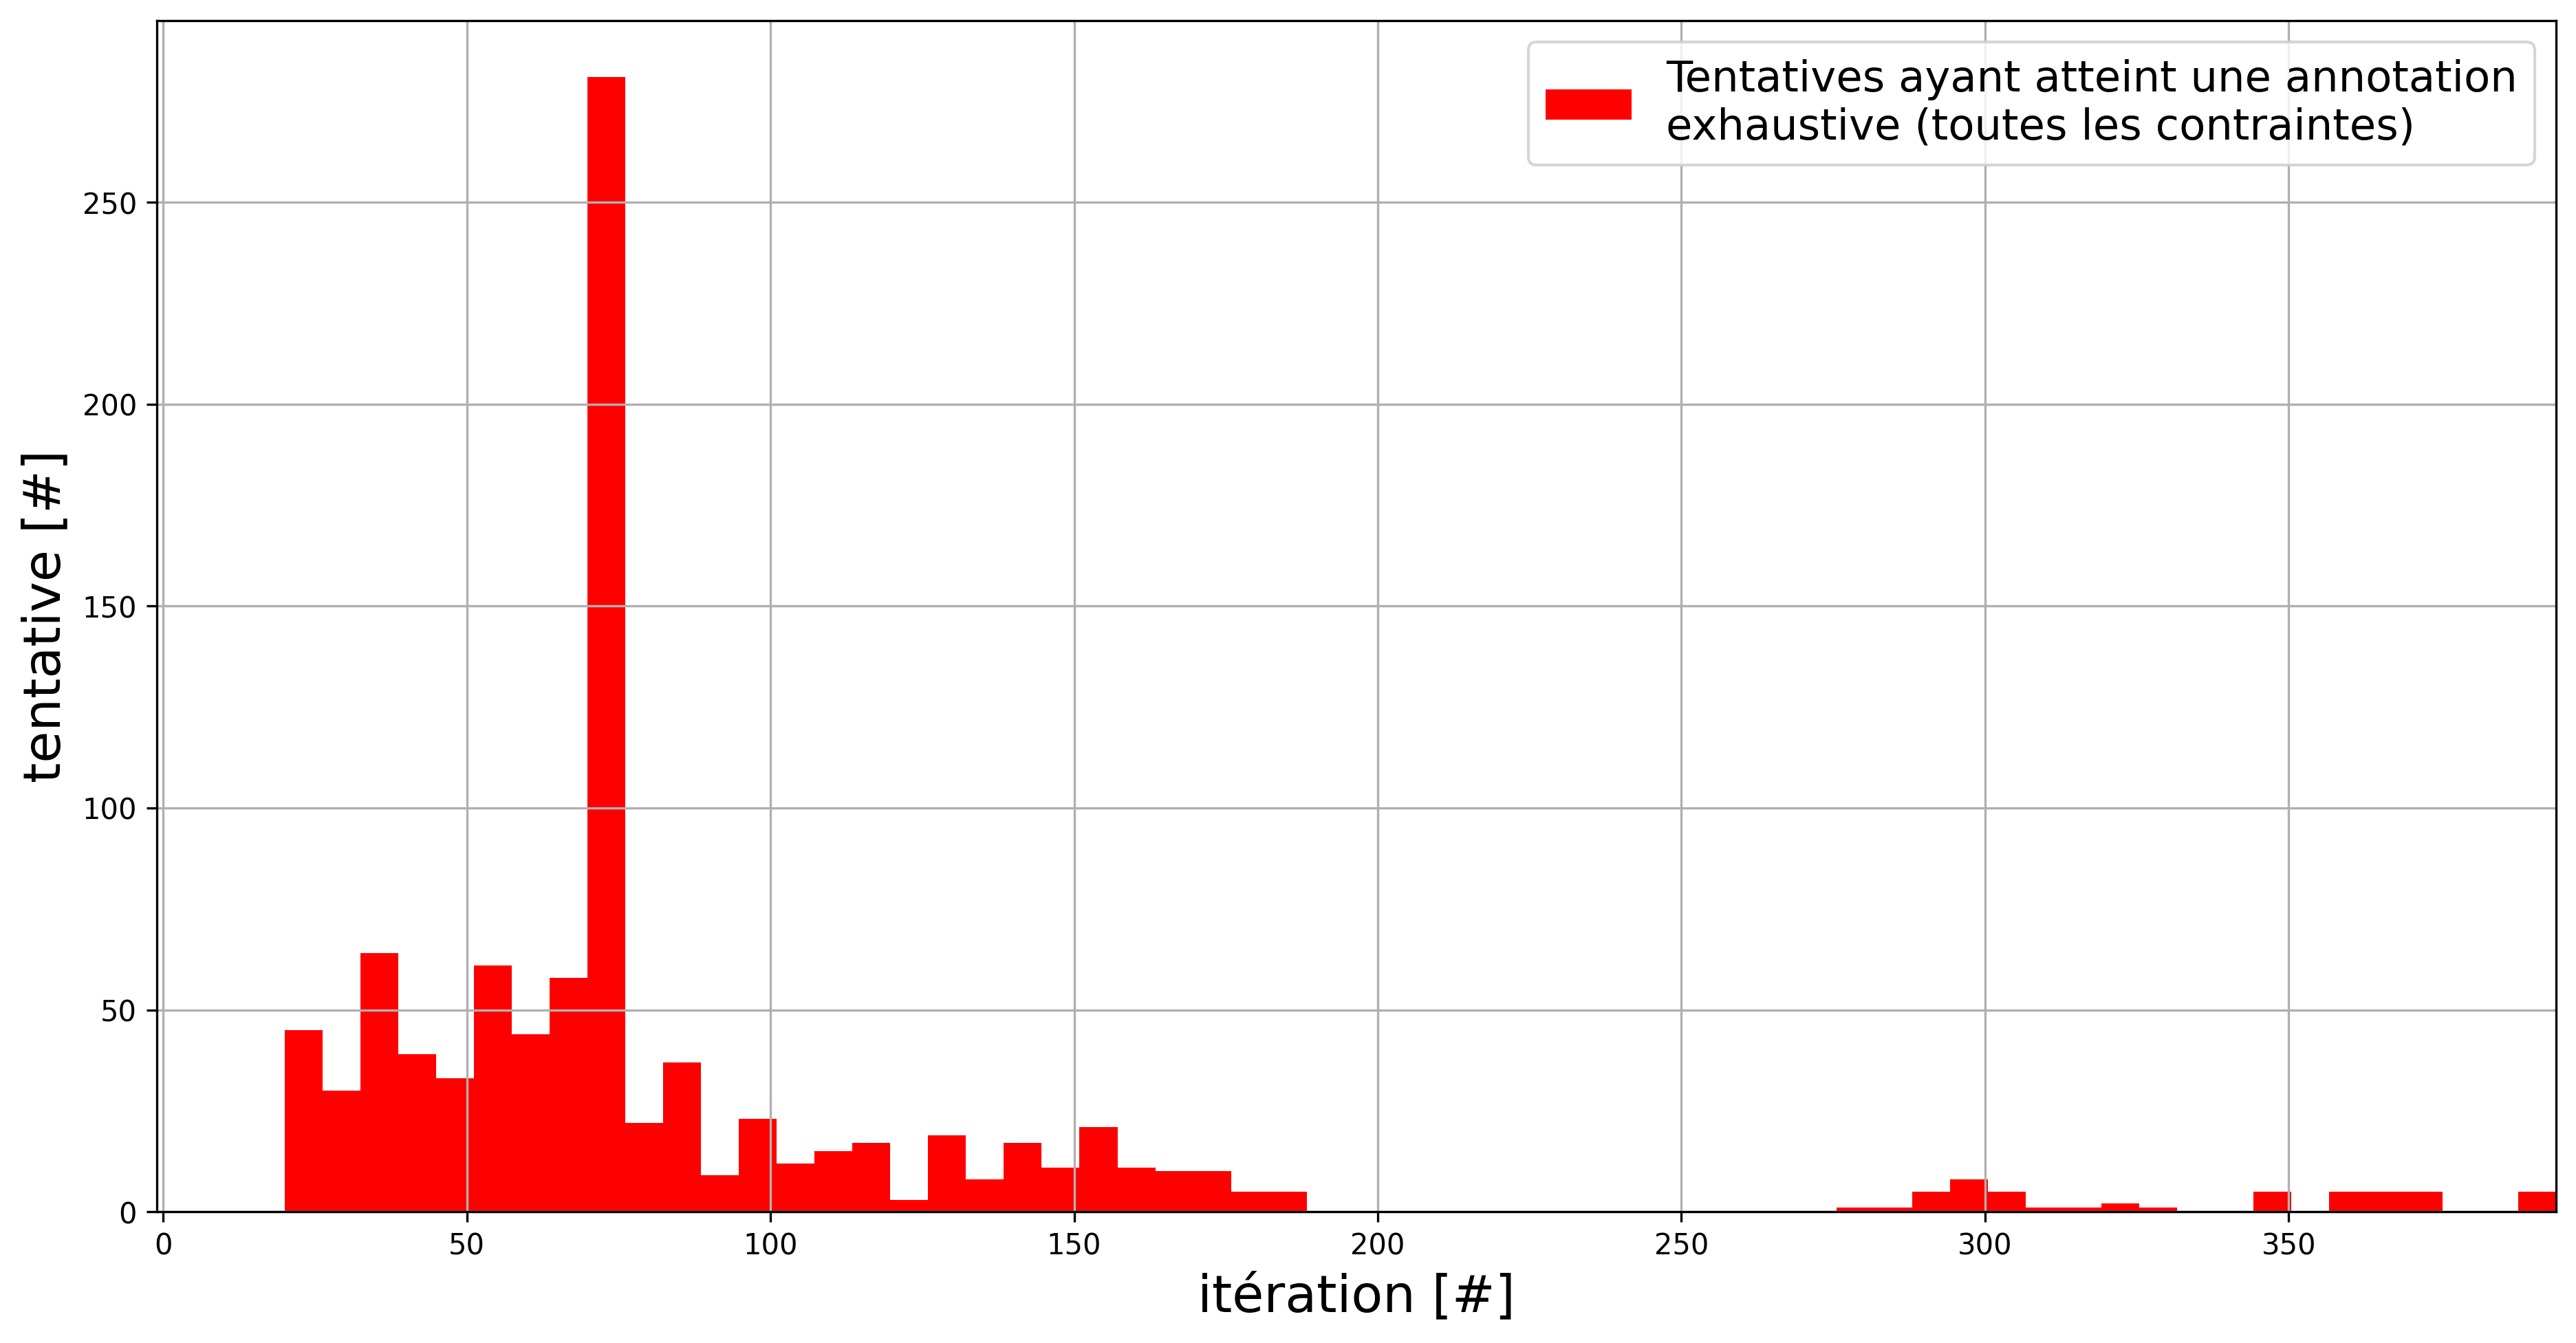 Tentatives ayant atteint une annotation
exhaustive (toutes les contraintes)
tentative [#]
250
200
150
100
50
0
0 50 100 150 200 250 300 350
itération [#]